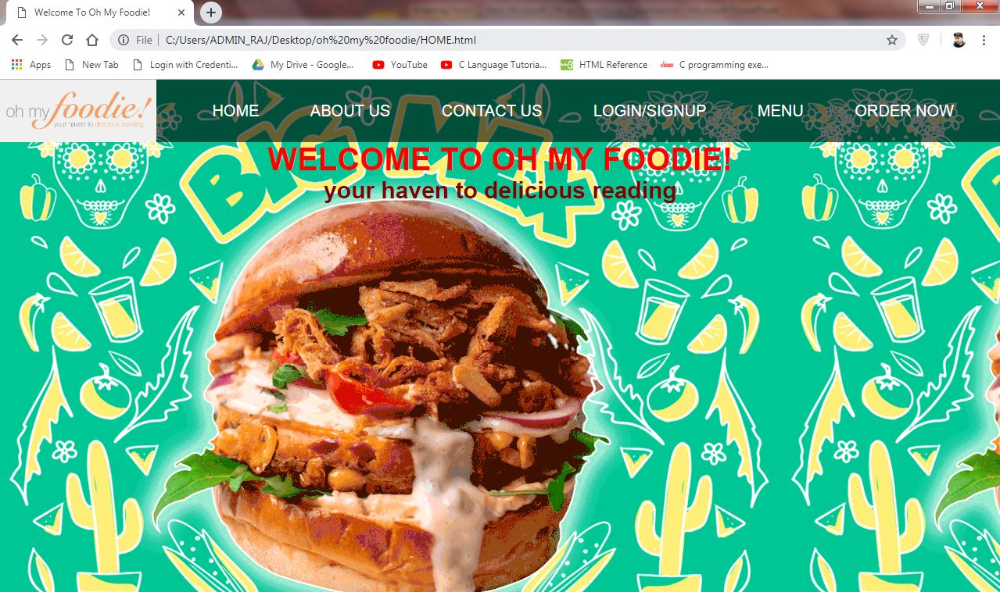 Welcome To Oh My Foodie!
File C:/Users/ADMIN_RAJ/Desktop/oh%20my%20foodie/HOME.html
Apps New Tab Login with Credenti... My Drive - Google... YouTube C Language Tutoria... HTML Reference C programming exe...
oh my foodie!
your haven to delicious reading
HOME ABOUT US CONTACT US LOGIN/SIGNUP MENU ORDER NOW
WELCOME TO OH MY FOODIE!
your haven to delicious reading